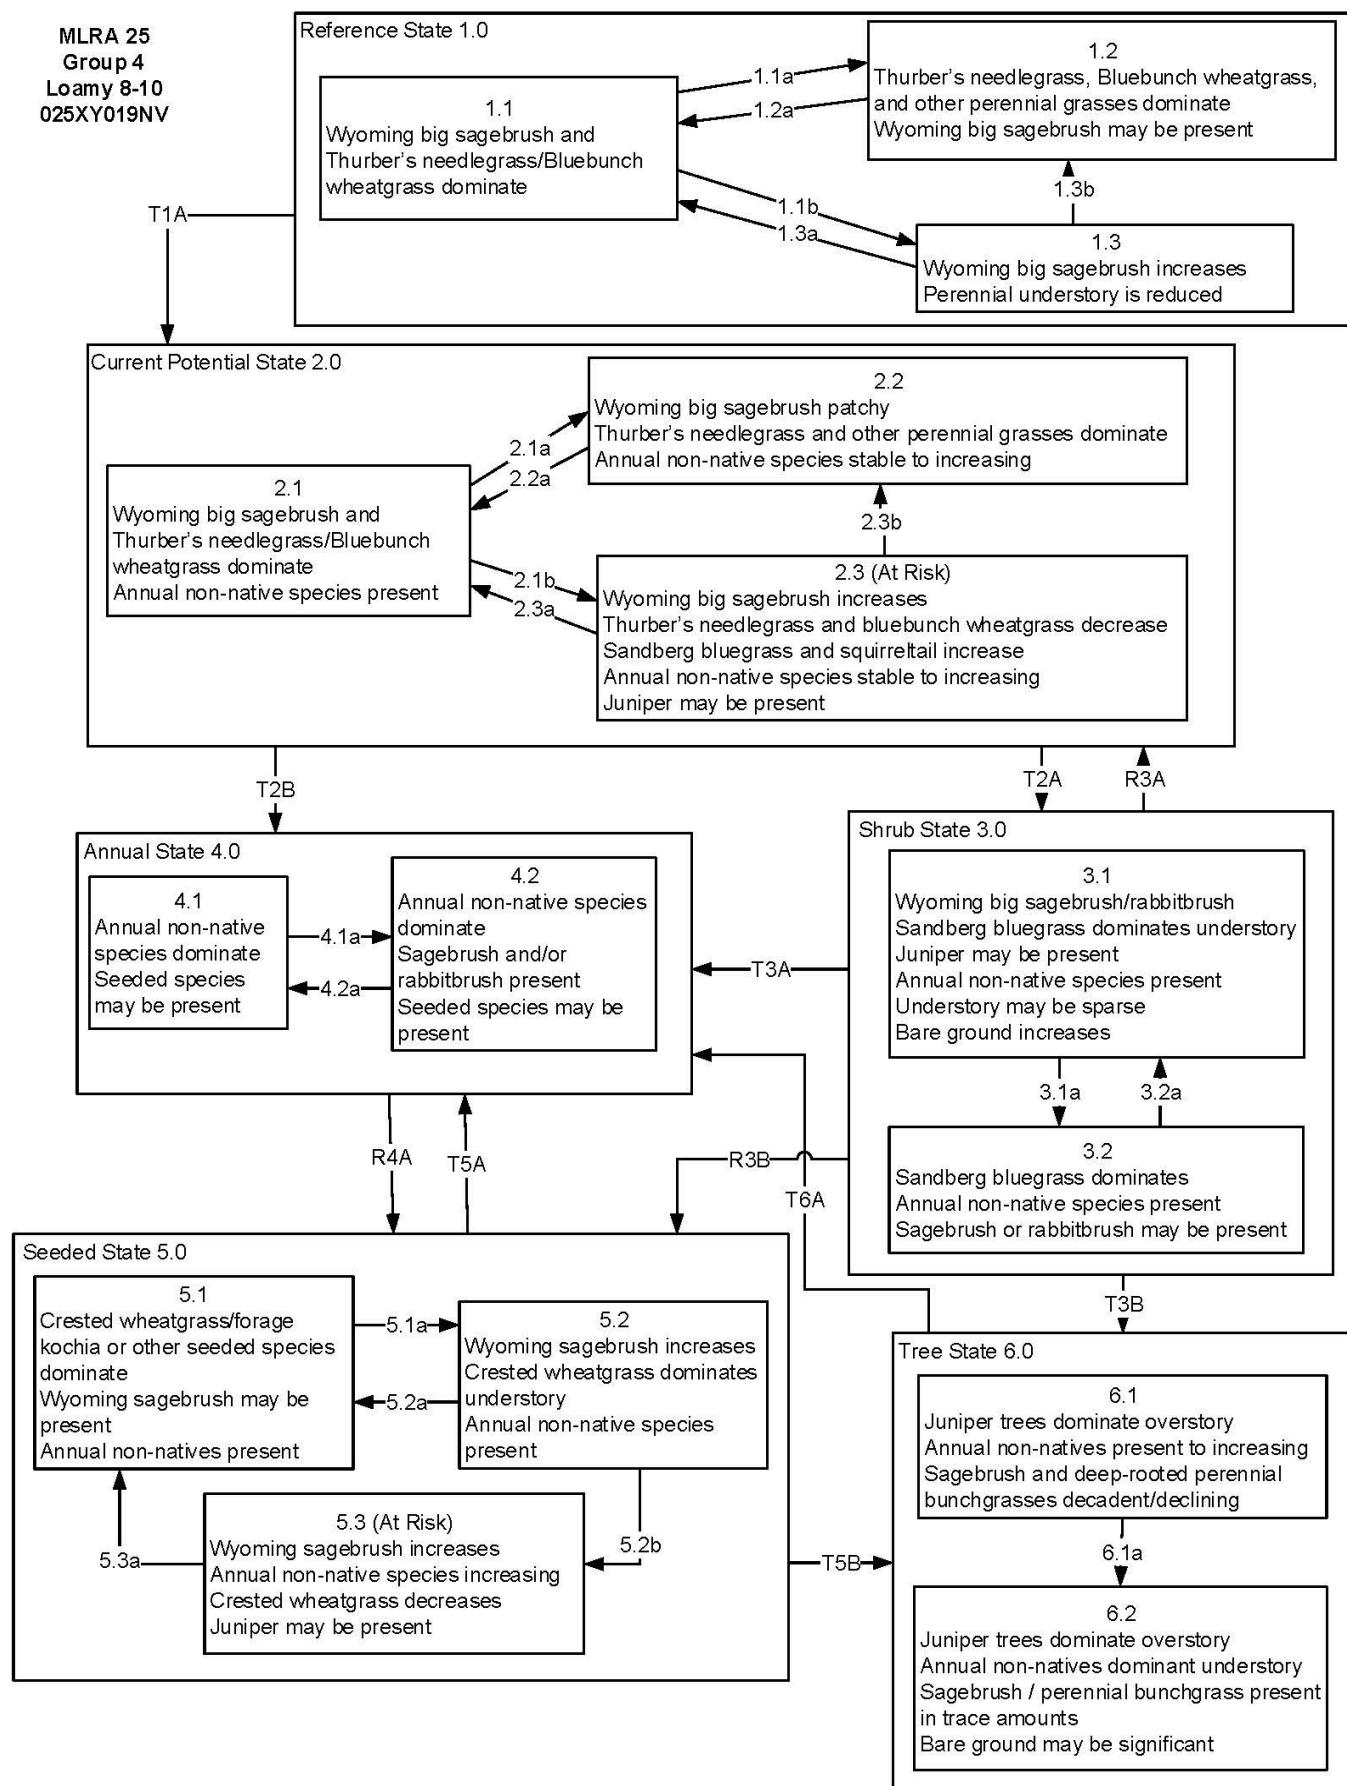 MLRA 25
Group 4
Loamy 8-10
025XY019NV
Reference State 1.0
1.1
Wyoming big sagebrush and
Thurber's needlegrass/Bluebunch
wheatgrass dominate
1.1a
1.2a
1.2
Thurber's needlegrass, Bluebunch wheatgrass,
and other perennial grasses dominate
Wyoming big sagebrush may be present
1.1b
1.3a
1.3b
1.3
Wyoming big sagebrush increases
Perennial understory is reduced
T1A
Current Potential State 2.0
2.1
Wyoming big sagebrush and
Thurber's needlegrass/Bluebunch
wheatgrass dominate
Annual non-native species present
2.1a
2.2a
2.2
Wyoming big sagebrush patchy
Thurber's needlegrass and other perennial grasses dominate
Annual non-native species stable to increasing
2.3b
2.1b
2.3a
2.3 (At Risk)
Wyoming big sagebrush increases
Thurber's needlegrass and bluebunch wheatgrass decrease
Sandberg bluegrass and squirreltail increase
Annual non-native species stable to increasing
Juniper may be present
T2B
T2A
R3A
Annual State 4.0
4.1
Annual non-native
species dominate
Seeded species
may be present
4.1a
4.2a
4.2
Annual non-native species
dominate
Sagebrush and/or
rabbitbrush present
Seeded species may be
present
T3A
Shrub State 3.0
3.1
Wyoming big sagebrush/rabbitbrush
Sandberg bluegrass dominates understory
Juniper may be present
Annual non-native species present
Understory may be sparse
Bare ground increases
3.1a
3.2a
3.2
Sandberg bluegrass dominates
Annual non-native species present
Sagebrush or rabbitbrush may be present
R4A
T5A
R3B
T6A
T3B
Seeded State 5.0
5.1
Crested wheatgrass/forage
kochia or other seeded species
dominate
Wyoming sagebrush may be
present
Annual non-natives present
5.1a
5.2a
5.2
Wyoming sagebrush increases
Crested wheatgrass dominates
understory
Annual non-native species
present
5.3a
5.2b
5.3 (At Risk)
Wyoming sagebrush increases
Annual non-native species increasing
Crested wheatgrass decreases
Juniper may be present
T5B
Tree State 6.0
6.1
Juniper trees dominate overstory
Annual non-natives present to increasing
Sagebrush and deep-rooted perennial
bunchgrasses decadent/declining
6.1a
6.2
Juniper trees dominate overstory
Annual non-natives dominant understory
Sagebrush / perennial bunchgrass present
in trace amounts
Bare ground may be significant